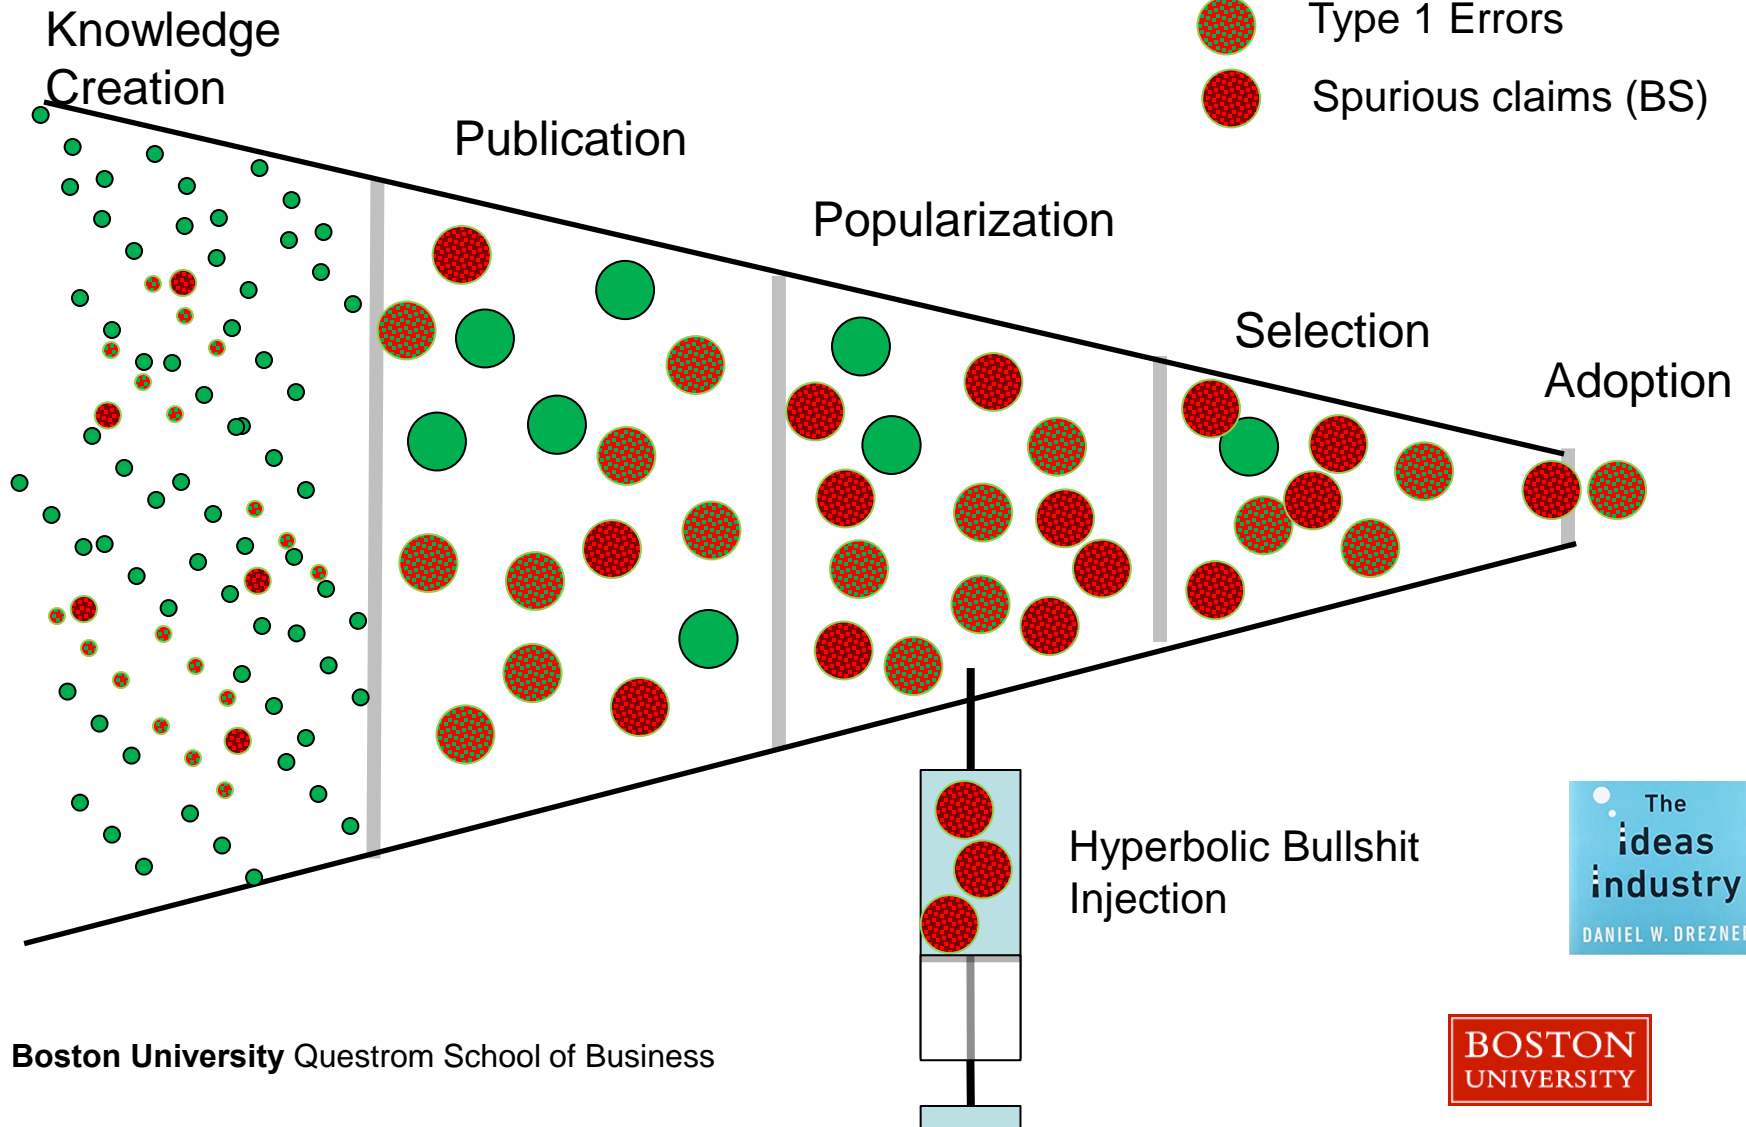 Knowledge
Creation
Publication
Popularization
Selection
Adoption
Type 1 Errors
Spurious claims (BS)
Hyperbolic Bullshit
Injection
The
ideas
industry
DANIEL W. DREZNER
Boston University Questrom School of Business
BOSTON
UNIVERSITY